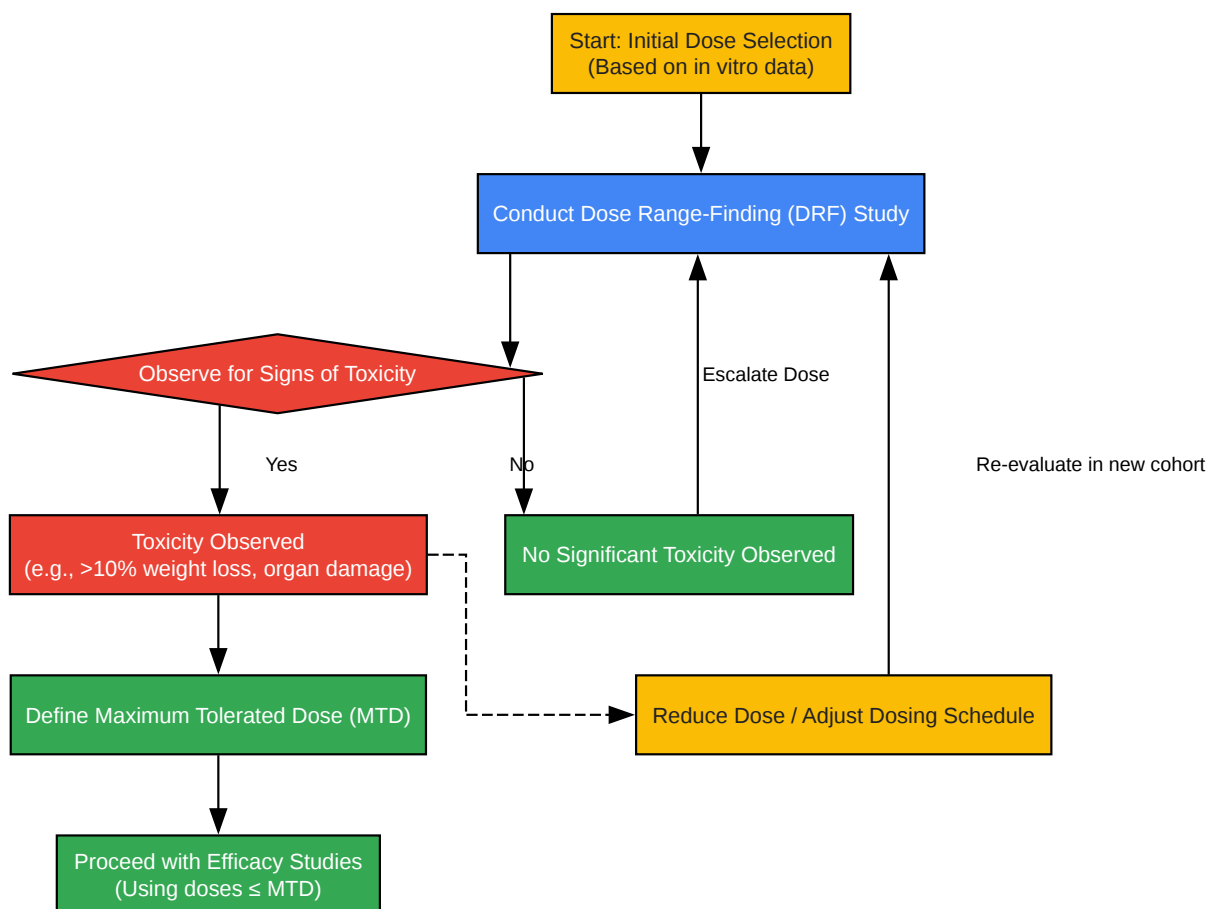 Start: Initial Dose Selection
(Based on in vitro data)
Conduct Dose Range-Finding (DRF) Study
Observe for Signs of Toxicity
Escalate Dose
Yes
No
Re-evaluate in new cohort
Toxicity Observed
(e.g., >10% weight loss, organ damage)
No Significant Toxicity Observed
Define Maximum Tolerated Dose (MTD)
Reduce Dose / Adjust Dosing Schedule
Proceed with Efficacy Studies
(Using doses ≤ MTD)